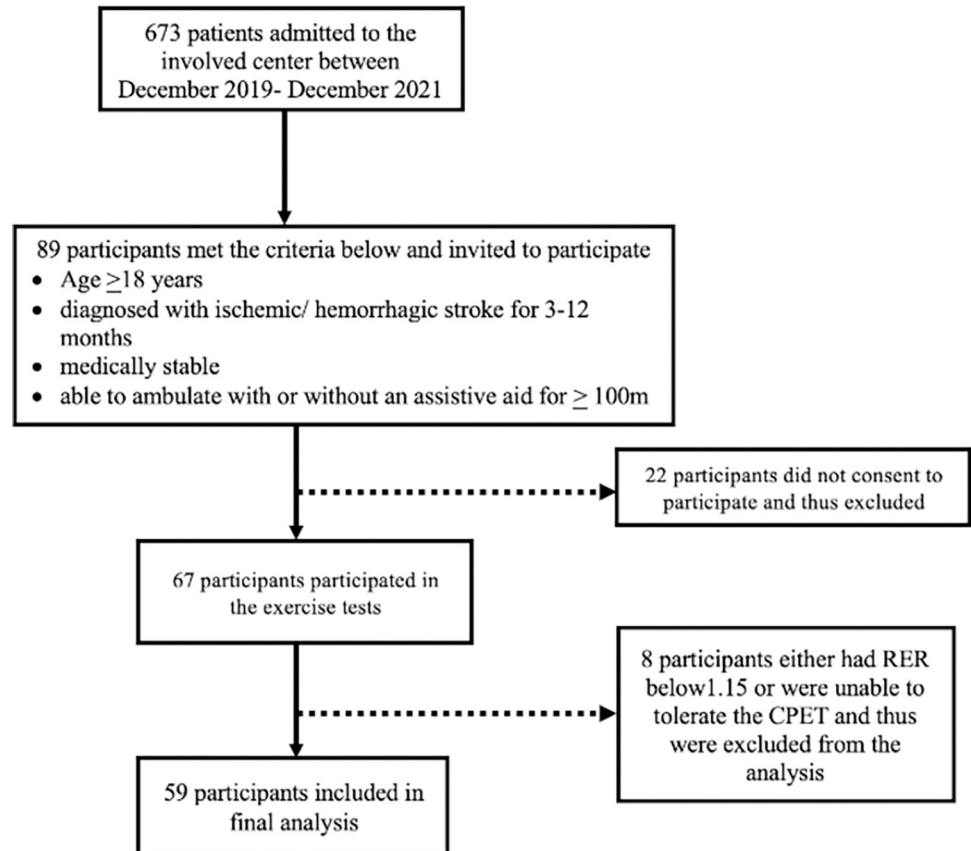 673 patients admitted to the
involved center between
December 2019- December 2021
89 participants met the criteria below and invited to participate
• Age ≥18 years
• diagnosed with ischemic/ hemorrhagic stroke for 3-12
months
• medically stable
• able to ambulate with or without an assistive aid for ≥ 100m
22 participants did not consent to
participate and thus excluded
67 participants participated in
the exercise tests
8 participants either had RER
below1.15 or were unable to
tolerate the CPET and thus
were excluded from the
analysis
59 participants included in
final analysis